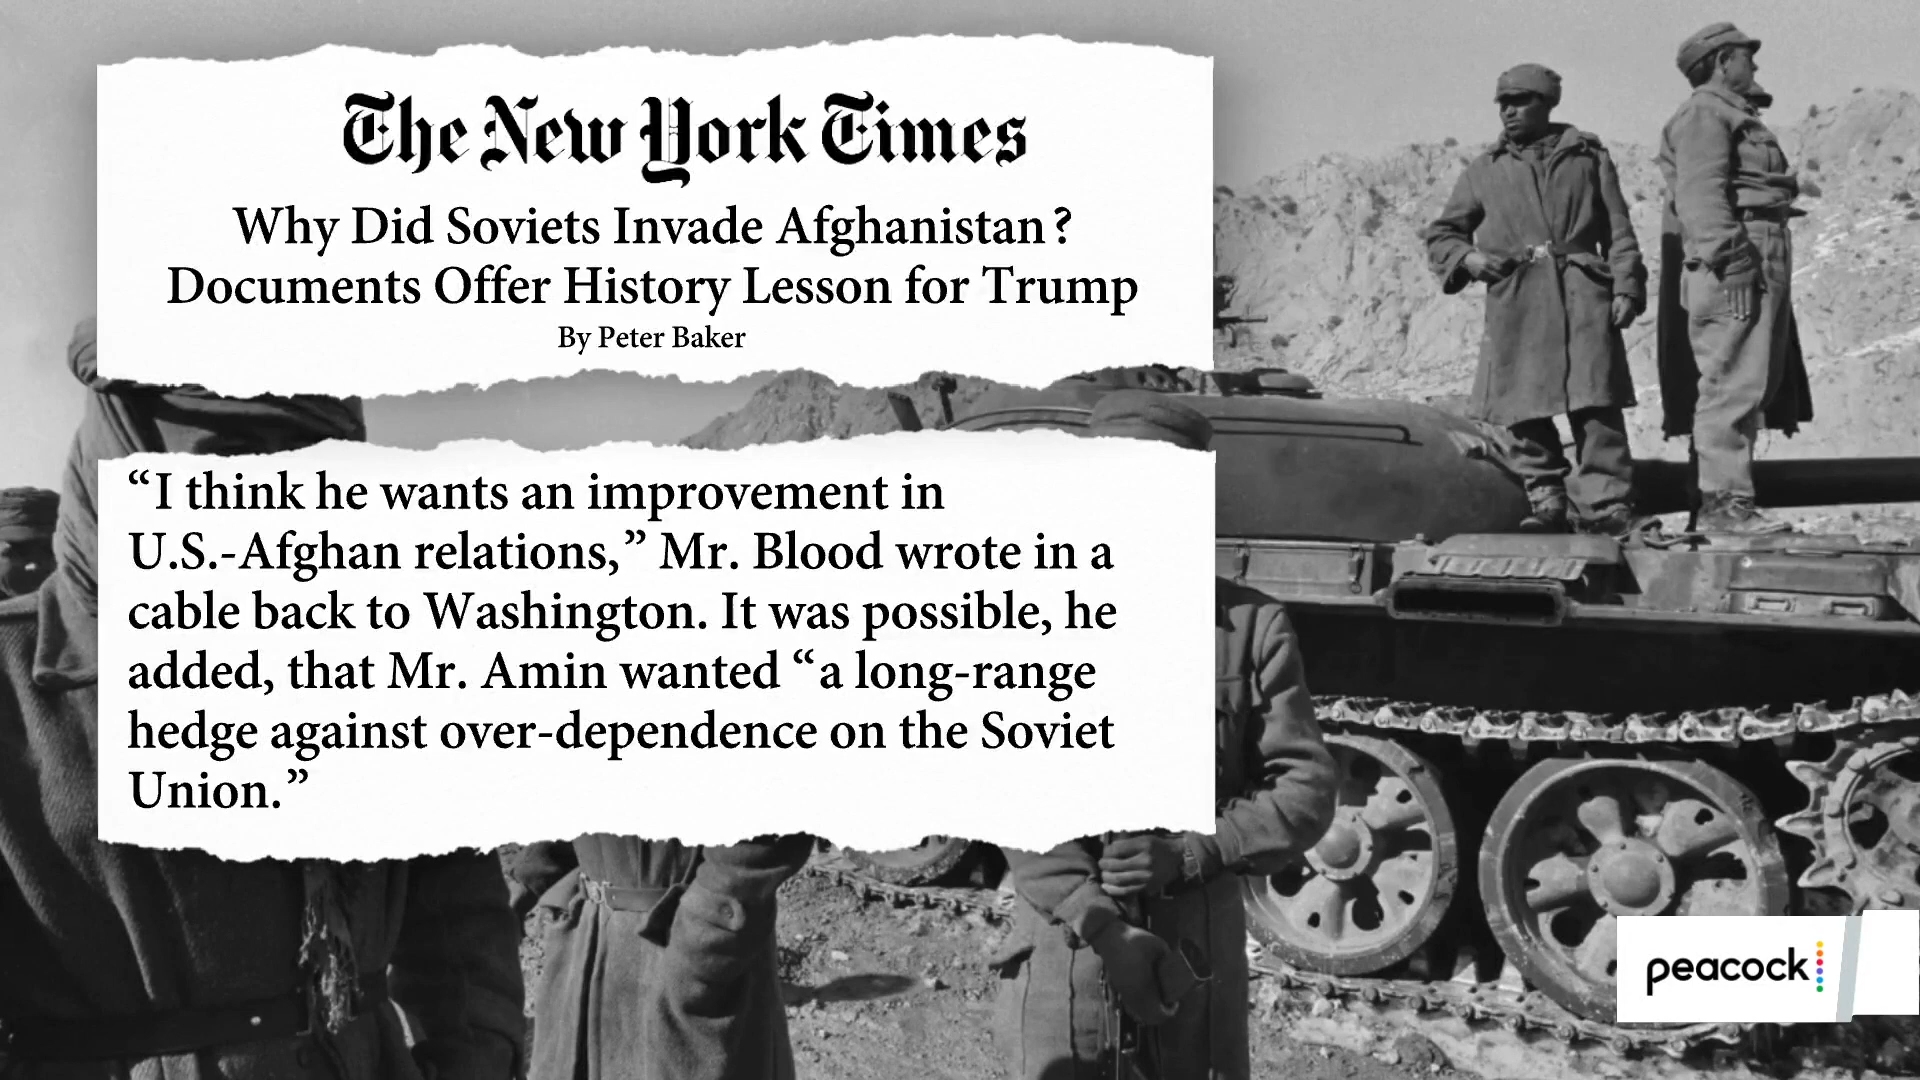 The New York Times
Why Did Soviets Invade Afghanistan?
Documents Offer History Lesson for Trump
By Peter Baker
“I think he wants an improvement in
U.S.-Afghan relations,” Mr. Blood wrote in a
cable back to Washington. It was possible, he
added, that Mr. Amin wanted “a long-range
hedge against over-dependence on the Soviet
Union.”
peacock